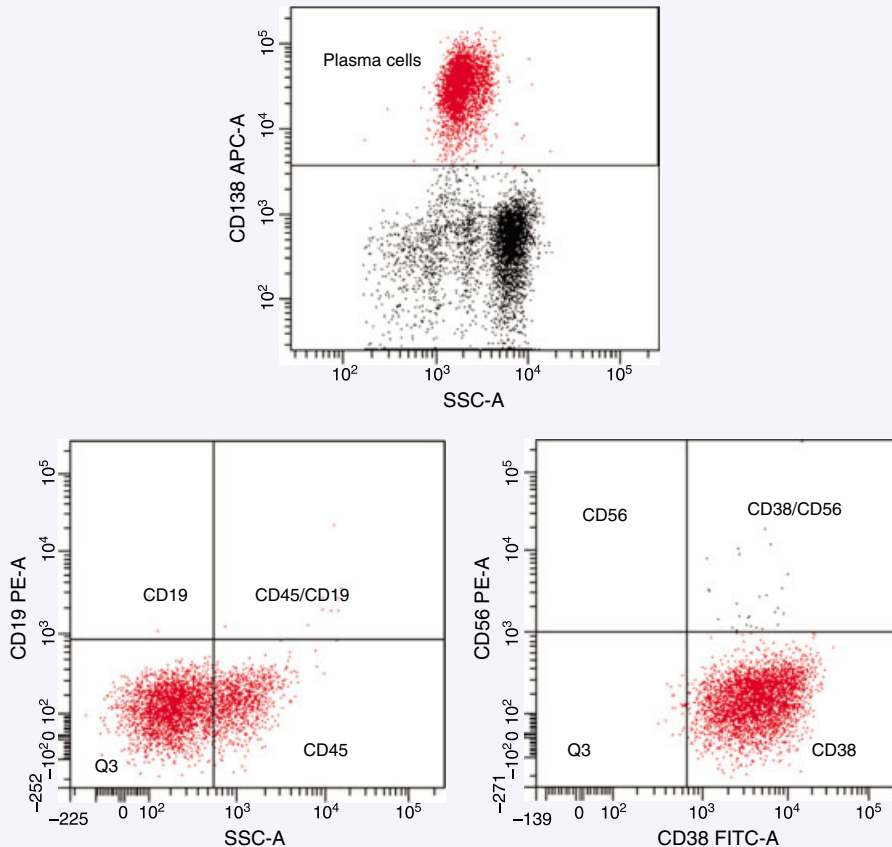 10^5
Plasma cells
10^4
CD138 APC-A
10^3
10^2
10^2 10^3 10^4 10^5
SSC-A
10^5
CD19 PE-A
10^4
CD19 CD45/CD19
10^3
10^2
0
-10^2
Q3 CD45
-252
-225 0 10^2 10^3 10^4 10^5
SSC-A
10^5
CD56 PE-A
CD56 CD38/CD56
10^4
10^3
10^2
0
-10^2
Q3 CD38
-271
-139 0 10^2 10^3 10^4 10^5
CD38 FITC-A